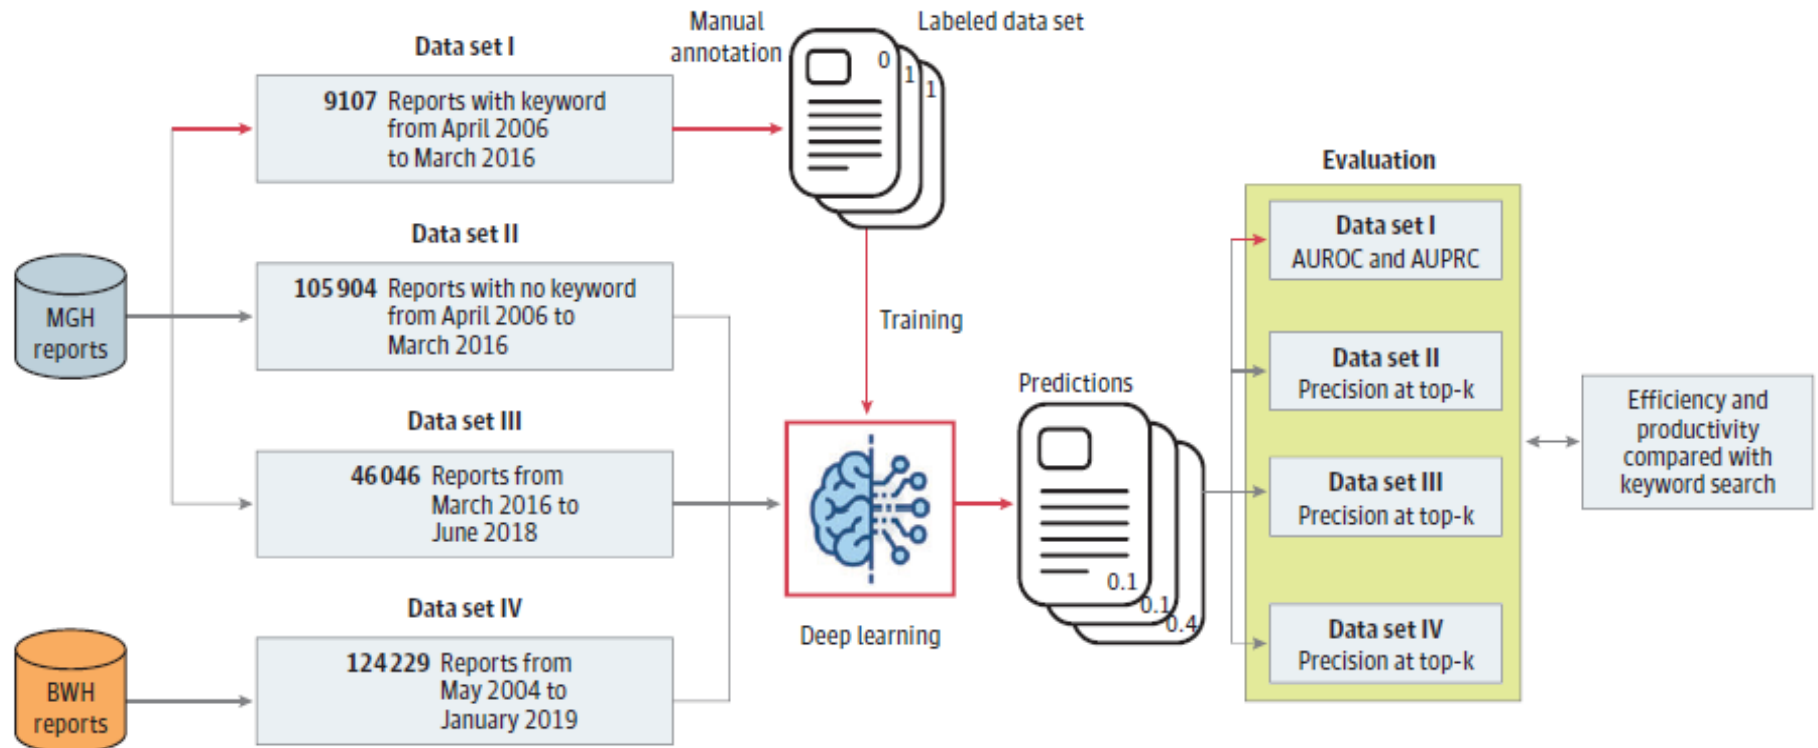 Data set I
9107 Reports with keyword
from April 2006
to March 2016
Manual
annotation
Labeled data set
0
1
1
Data set II
105 904 Reports with no keyword
from April 2006 to
March 2016
MGH
reports
Data set III
46 046 Reports from
March 2016 to
June 2018
Data set IV
124 229 Reports from
May 2004 to
January 2019
BWH
reports
Training
Deep learning
Predictions
0.1
0.1
0.4
Evaluation
Data set I
AUROC and AUPRC
Data set II
Precision at top-k
Data set III
Precision at top-k
Data set IV
Precision at top-k
Efficiency and
productivity
compared with
keyword search